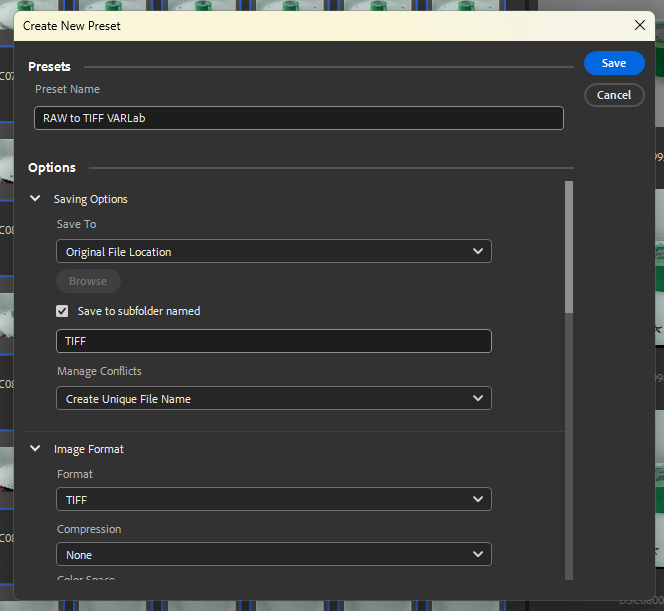 Create New Preset
Presets
Save
Preset Name
Cancel
RAW to TIFF VARLab
Options
Saving Options
Save To
Original File Location
Browse
Save to subfolder named
TIFF
Manage Conflicts
Create Unique File Name
Image Format
Format
TIFF
Compression
None
Color Space